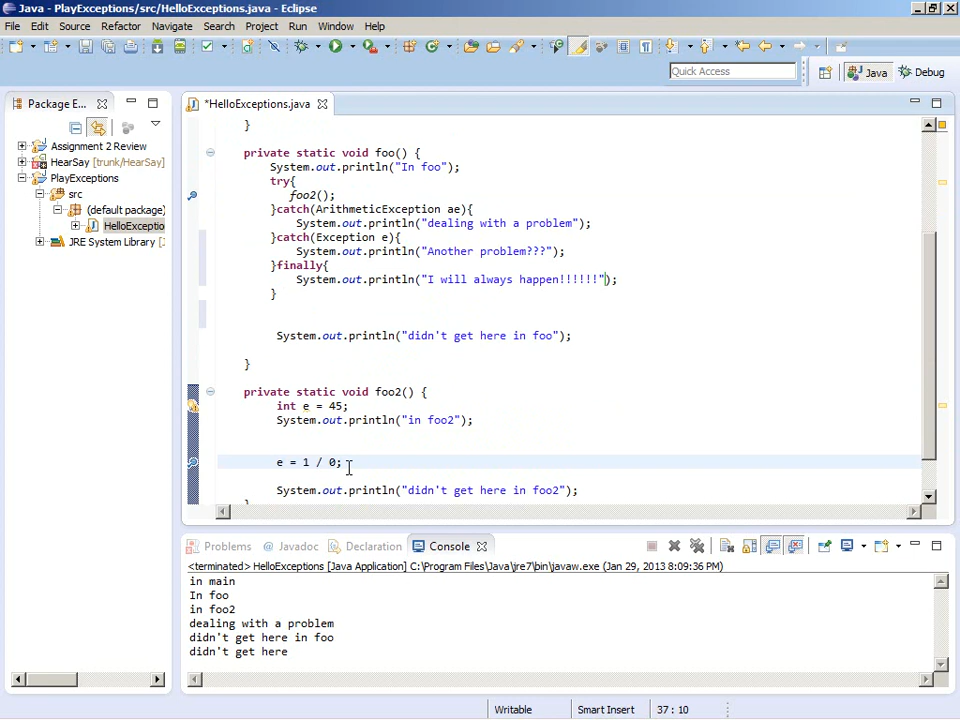 Java - PlayExceptions/src/HelloExceptions.java - Eclipse
File Edit Source Refactor Navigate Search Project Run Window Help
Quick Access
Java
Debug
Package E...
*HelloExceptions.java
Assignment 2 Review
HearSay [trunk/HearSay]
PlayExceptions
src
(default package)
HelloExceptio
JRE System Library [
}
private static void foo() {
System.out.println("In foo");
try{
foo2();
}catch(ArithmeticException ae){
System.out.println("dealing with a problem");
}catch(Exception e){
System.out.println("Another problem???");
}finally{
System.out.println("I will always happen!!!!!!");
}
System.out.println("didn't get here in foo");
}
private static void foo2() {
int e = 45;
System.out.println("in foo2");
e = 1 / 0;
System.out.println("didn't get here in foo2");
Problems @ Javadoc Declaration Console
<terminated> HelloExceptions [Java Application] C:\Program Files\Java\jre7\bin\javaw.exe (Jan 29, 2013 8:09:36 PM)
in main
In foo
in foo2
dealing with a problem
didn't get here in foo
didn't get here
Writable Smart Insert 37 : 10